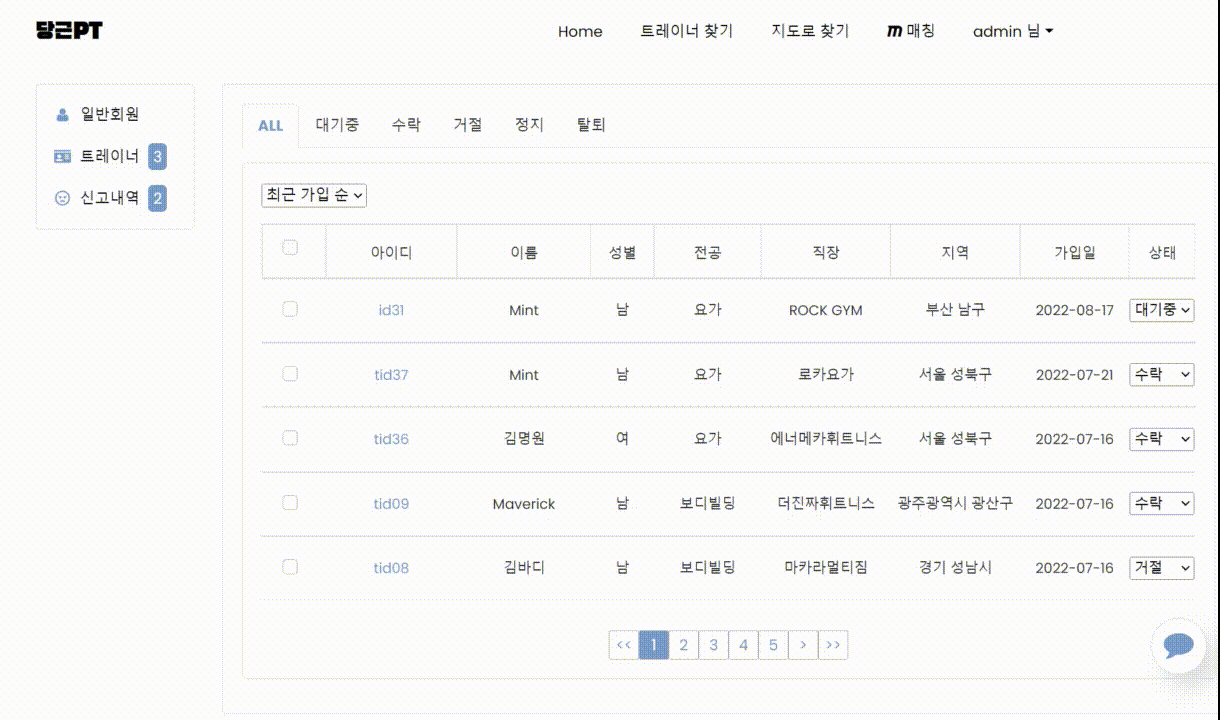 당근PT
Home 트레이너 찾기 지도로 찾기 m 매칭 admin 님
일반회원
트레이너 3
신고내역 2
ALL 대기중 수락 거절 정지 탈퇴
최근 가입 순
아이디 이름 성별 전공 직장 지역 가입일 상태
id31 Mint 남 요가 ROCK GYM 부산 남구 2022-08-17 대기중
tid37 Mint 남 요가 로카요가 서울 성북구 2022-07-21 수락
tid36 김명원 여 요가 에너메카휘트니스 서울 성북구 2022-07-16 수락
tid09 Maverick 남 보디빌딩 더진짜휘트니스 광주광역시 광산구 2022-07-16 수락
tid08 김바디 남 보디빌딩 마카라멀티짐 경기 성남시 2022-07-16 거절
<< 1 2 3 4 5 > >>